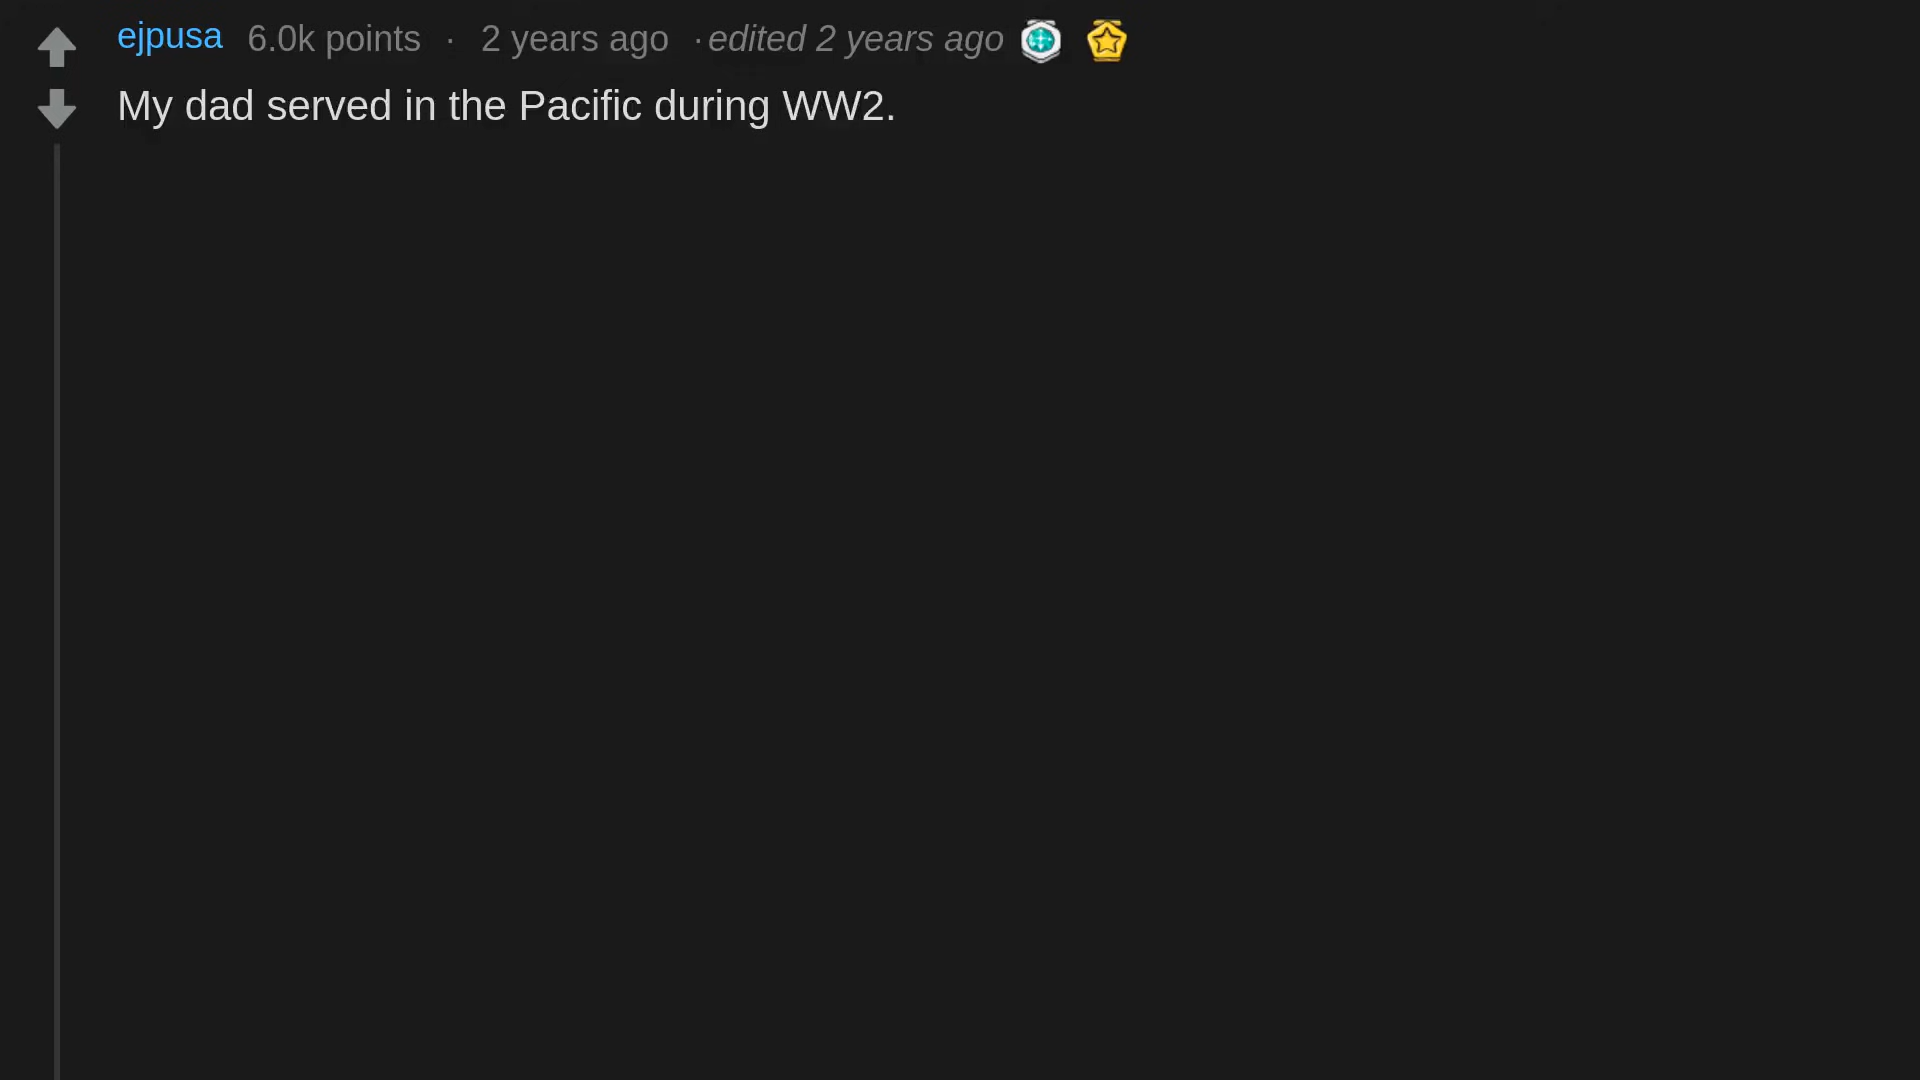 ejpusa 6.0k points · 2 years ago ·edited 2 years ago
My dad served in the Pacific during WW2.